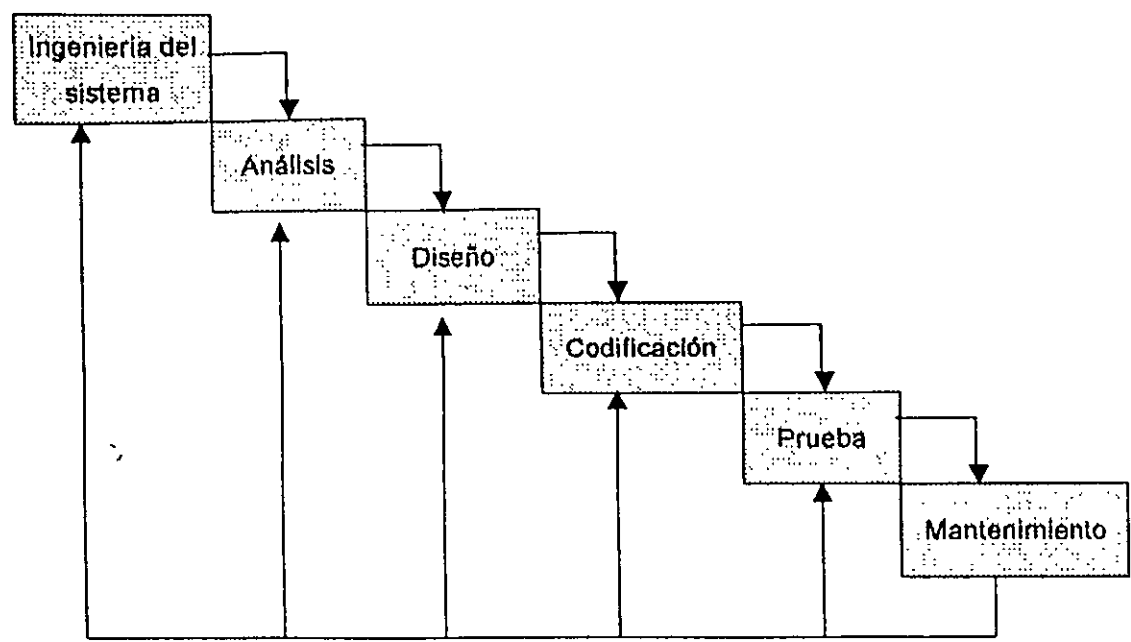 Ingeniería del
sistema
Análisis
Diseño
Codificación
Prueba
Mantenimiento